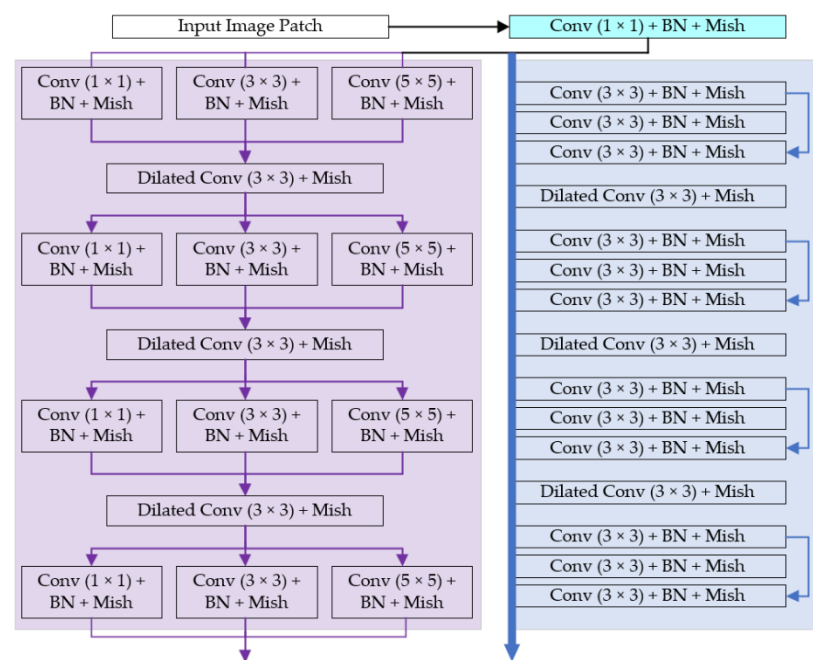 Input Image Patch
Conv (1 × 1) + BN + Mish
Conv (1 × 1) +
BN + Mish
Conv (3 × 3) +
BN + Mish
Conv (5 × 5) +
BN + Mish
Dilated Conv (3 × 3) + Mish
Conv (1 × 1) +
BN + Mish
Conv (3 × 3) +
BN + Mish
Conv (5 × 5) +
BN + Mish
Dilated Conv (3 × 3) + Mish
Conv (1 × 1) +
BN + Mish
Conv (3 × 3) +
BN + Mish
Conv (5 × 5) +
BN + Mish
Dilated Conv (3 × 3) + Mish
Conv (1 × 1) +
BN + Mish
Conv (3 × 3) +
BN + Mish
Conv (5 × 5) +
BN + Mish
Conv (3 × 3) + BN + Mish
Conv (3 × 3) + BN + Mish
Conv (3 × 3) + BN + Mish
Dilated Conv (3 × 3) + Mish
Conv (3 × 3) + BN + Mish
Conv (3 × 3) + BN + Mish
Conv (3 × 3) + BN + Mish
Dilated Conv (3 × 3) + Mish
Conv (3 × 3) + BN + Mish
Conv (3 × 3) + BN + Mish
Conv (3 × 3) + BN + Mish
Dilated Conv (3 × 3) + Mish
Conv (3 × 3) + BN + Mish
Conv (3 × 3) + BN + Mish
Conv (3 × 3) + BN + Mish